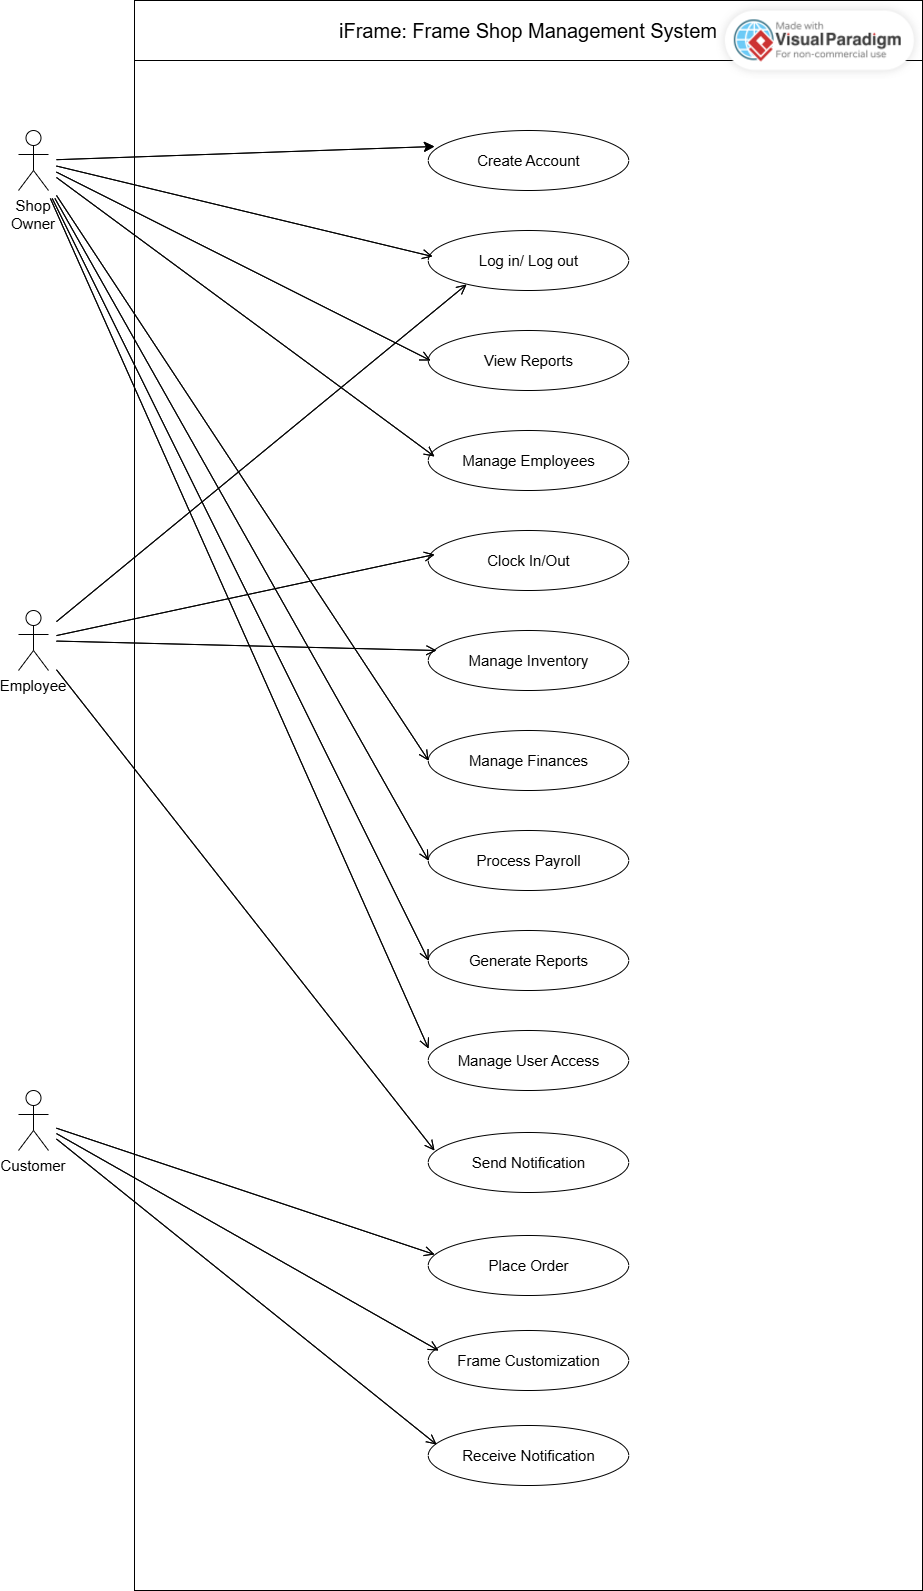 iFrame: Frame Shop Management System
Made with
VisualParadigm
For non-commercial use
Shop
Owner
Create Account
Log in/ Log out
View Reports
Manage Employees
Clock In/Out
Employee
Manage Inventory
Manage Finances
Process Payroll
Generate Reports
Manage User Access
Customer
Send Notification
Place Order
Frame Customization
Receive Notification